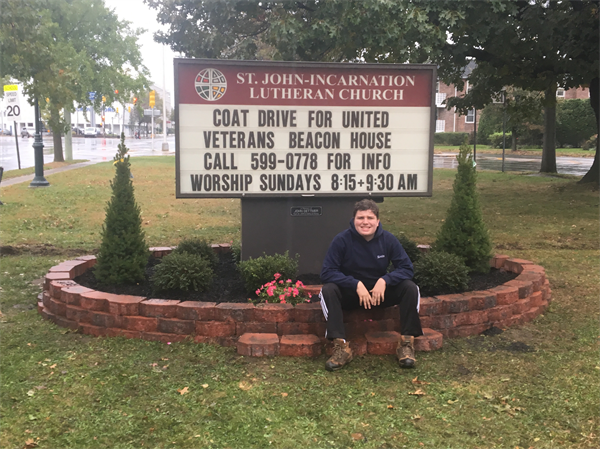 ST. JOHN-INCARNATION
LUTHERAN CHURCH
COAT DRIVE FOR UNITED
VETERANS BEACON HOUSE
CALL 599-0778 FOR INFO
WORSHIP SUNDAYS 8:15+9:30 AM
20